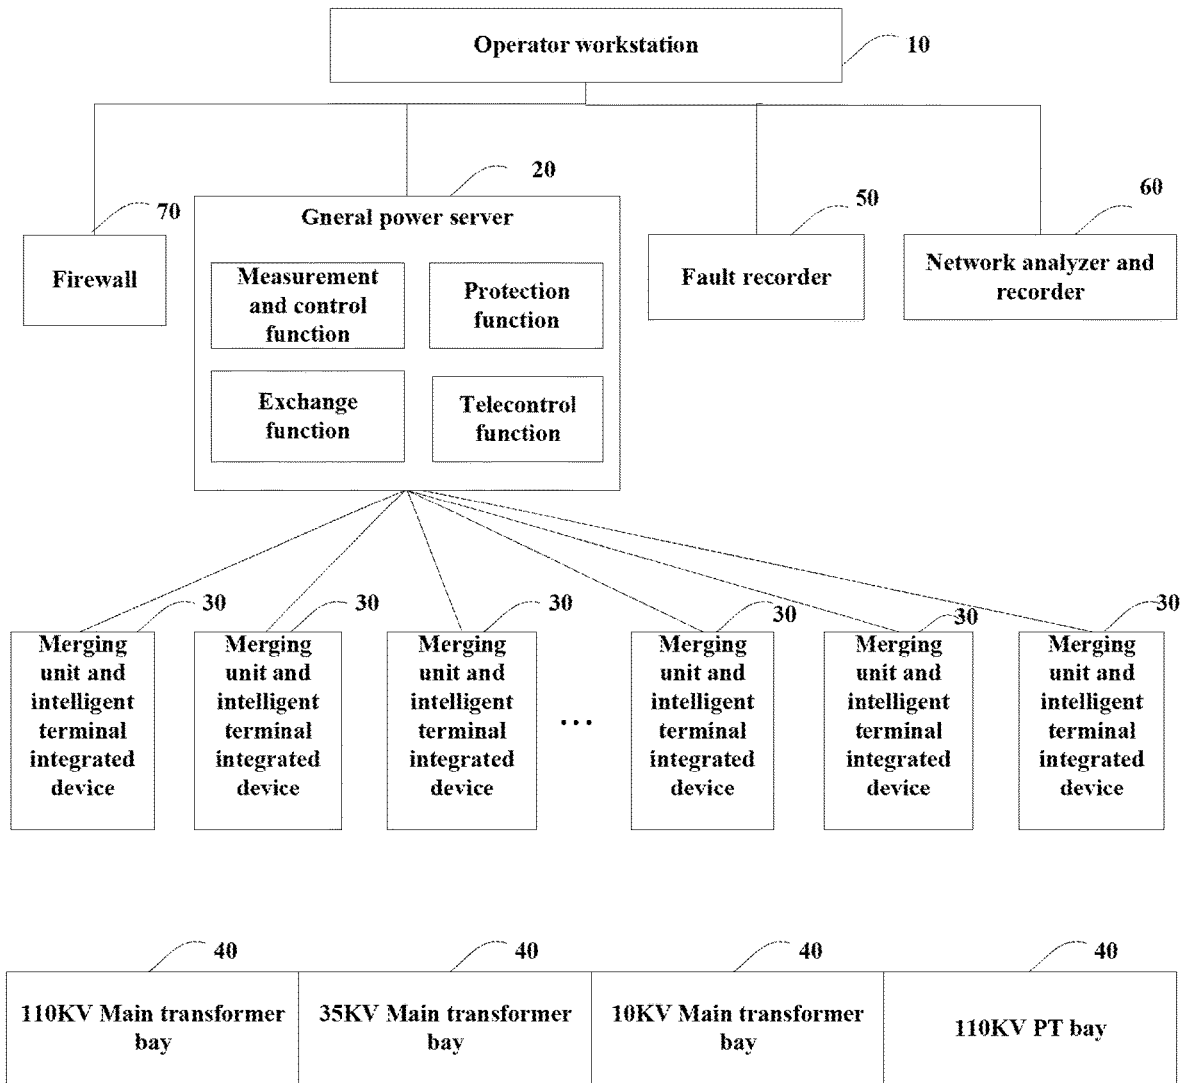 Operator workstation
10
20
70
50
60
Gneral power server
Firewall
Measurement
and control
function
Protection
function
Exchange
function
Telecontrol
function
Fault recorder
Network analyzer and
recorder
30
30
30
30
30
30
Merging
unit and
intelligent
terminal
integrated
device
Merging
unit and
intelligent
terminal
integrated
device
Merging
unit and
intelligent
terminal
integrated
device
...
Merging
unit and
intelligent
terminal
integrated
device
Merging
unit and
intelligent
terminal
integrated
device
Merging
unit and
intelligent
terminal
integrated
device
40
40
40
40
110KV Main transformer
bay
35KV Main transformer
bay
10KV Main transformer
bay
110KV PT bay